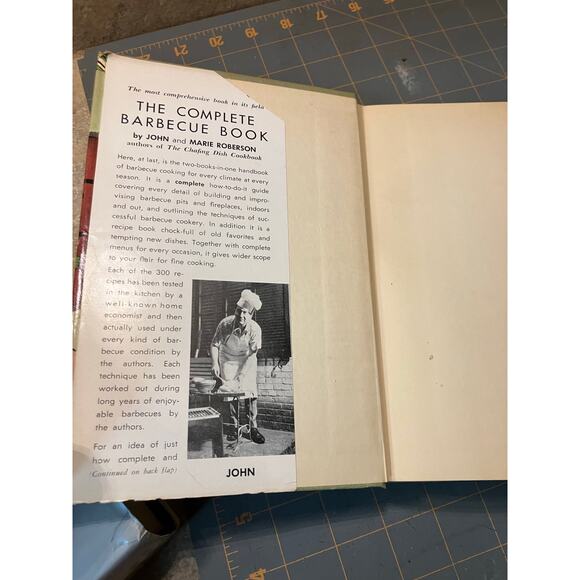 The most comprehensive book in its field
THE COMPLETE
BARBECUE BOOK
by JOHN and MARIE ROBERSON
authors of The Chafing Dish Cookbook
Here, at last, is the two-books-in-one handbook
of barbecue cooking for every climate at every
season. It is a complete how-to-do-it guide
covering every detail of building and impro-
vising barbecue pits and fireplaces, indoors
and out, and outlining the techniques of suc-
cessful barbecue cookery. In addition it is a
recipe book chock-full of old favorites and
tempting new dishes. Together with complete
menus for every occasion, it gives wider scope
to your flair for fine cooking.
Each of the 300 re-
cipes has been tested
in the kitchen by a
well-known home
economist and then
actually used under
every kind of bar-
becue condition by
the authors. Each
technique has been
worked out during
long years of enjoy-
able barbecues by
the authors.
For an idea of just
how complete and
(Continued on back flap)
JOHN
21 20 19 18 17 16 15